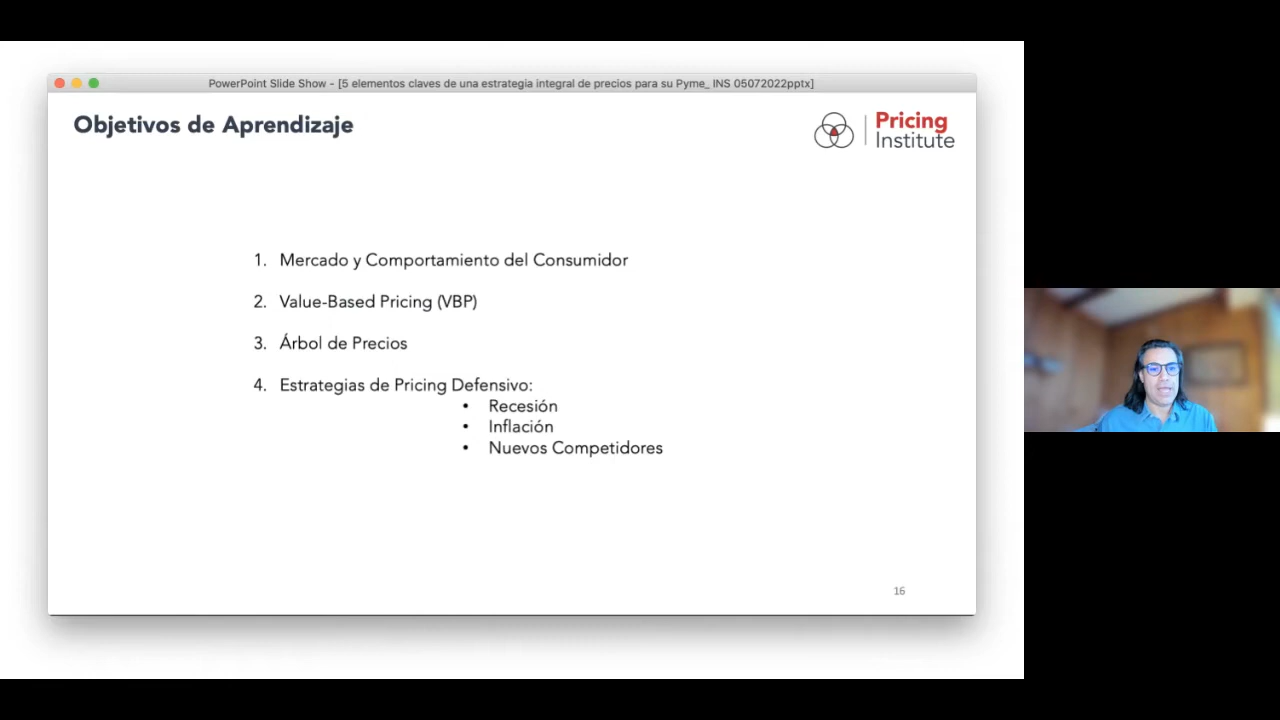 PowerPoint Slide Show - [5 elementos claves de una estrategia integral de precios para su Pyme_ INS 05072022pptx]
Objetivos de Aprendizaje
Pricing
Institute
1. Mercado y Comportamiento del Consumidor
2. Value-Based Pricing (VBP)
3. Árbol de Precios
4. Estrategias de Pricing Defensivo:
• Recesión
• Inflación
• Nuevos Competidores
16